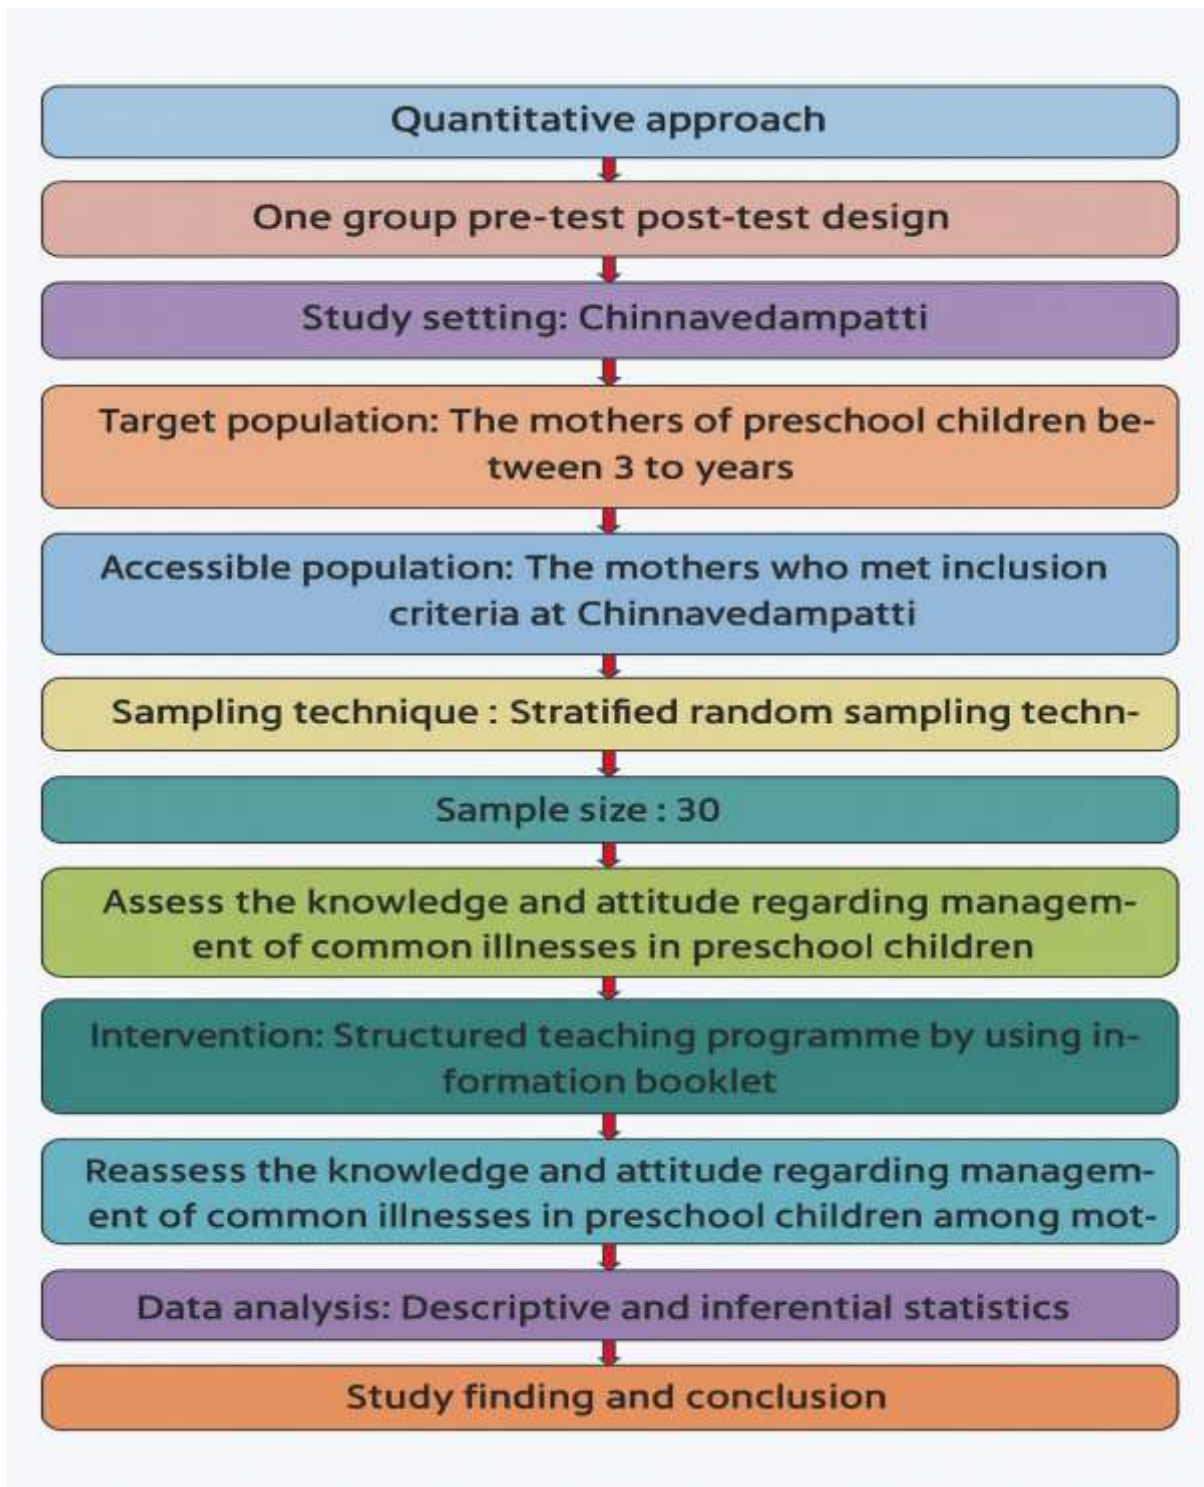 Quantitative approach
One group pre-test post-test design
Study setting: Chinnavedampatti
Target population: The mothers of preschool children be-
tween 3 to years
Accessible population: The mothers who met inclusion
criteria at Chinnavedampatti
Sampling technique : Stratified random sampling techn-
Sample size : 30
Assess the knowledge and attitude regarding managem-
ent of common illnesses in preschool children
Intervention: Structured teaching programme by using in-
formation booklet
Reassess the knowledge and attitude regarding managem-
ent of common illnesses in preschool children among mot-
Data analysis: Descriptive and inferential statistics
Study finding and conclusion